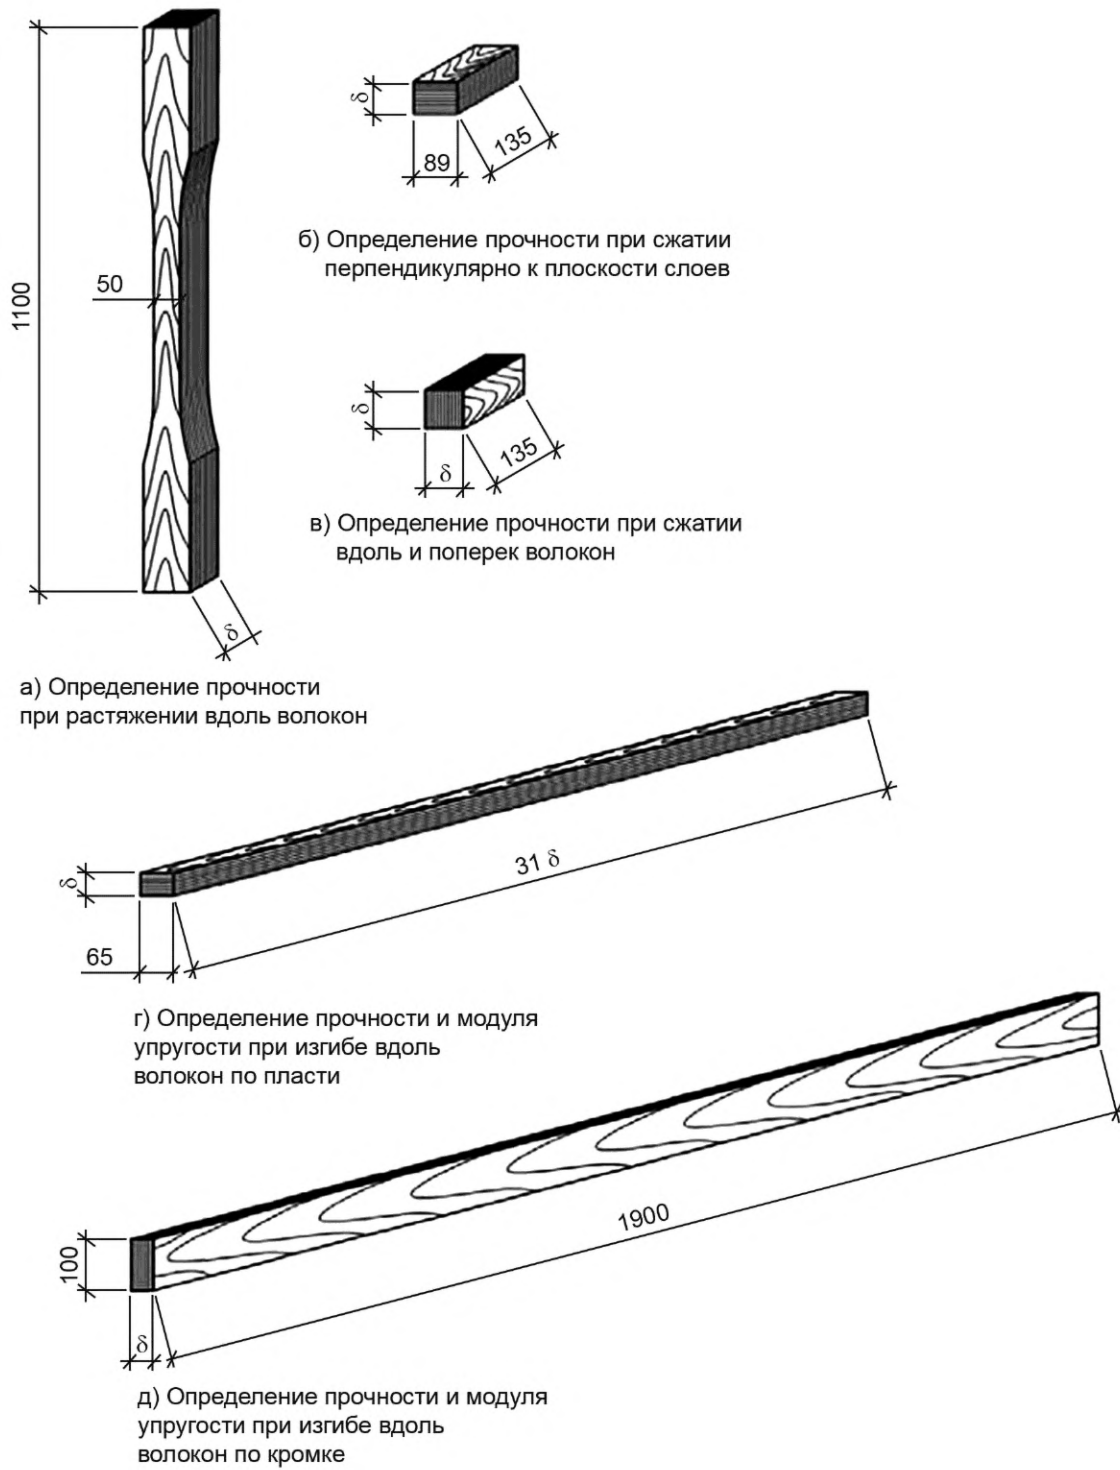 1100
50
δ
а) Определение прочности
при растяжении вдоль волокон
δ
89
135
б) Определение прочности при сжатии
перпендикулярно к плоскости слоев
δ
δ
135
в) Определение прочности при сжатии
вдоль и поперек волокон
δ
65
31 δ
г) Определение прочности и модуля
упругости при изгибе вдоль
волокон по пласти
100
δ
1900
д) Определение прочности и модуля
упругости при изгибе вдоль
волокон по кромке